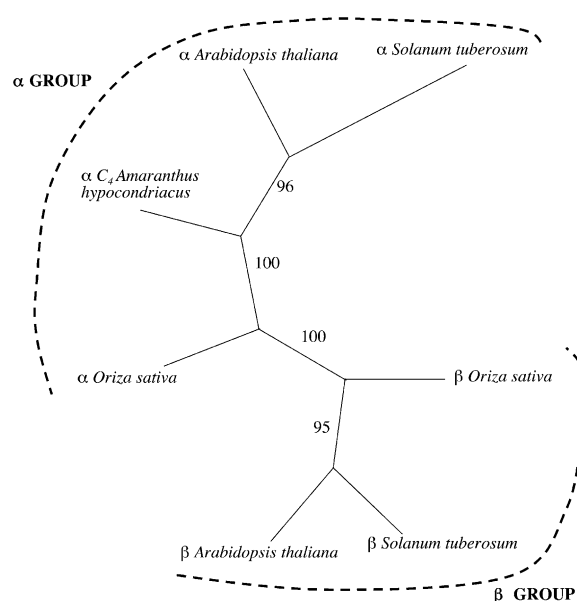 α Arabidopsis thaliana
α Solanum tuberosum
α GROUP
α C₄ Amaranthus
hypocondriacus
96
100
100
α Oriza sativa
β Oriza sativa
95
β Arabidopsis thaliana
β Solanum tuberosum
β GROUP